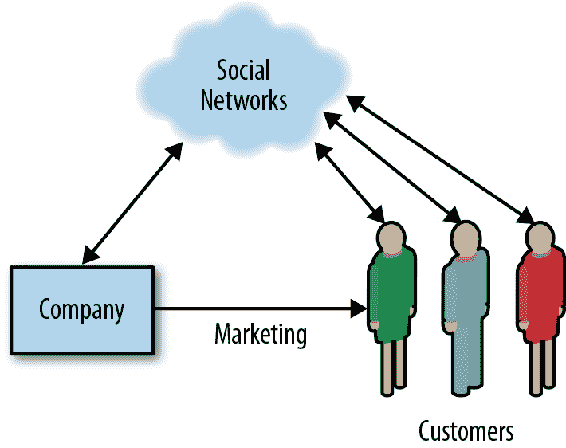 Social
Networks
Company
Marketing
Customers